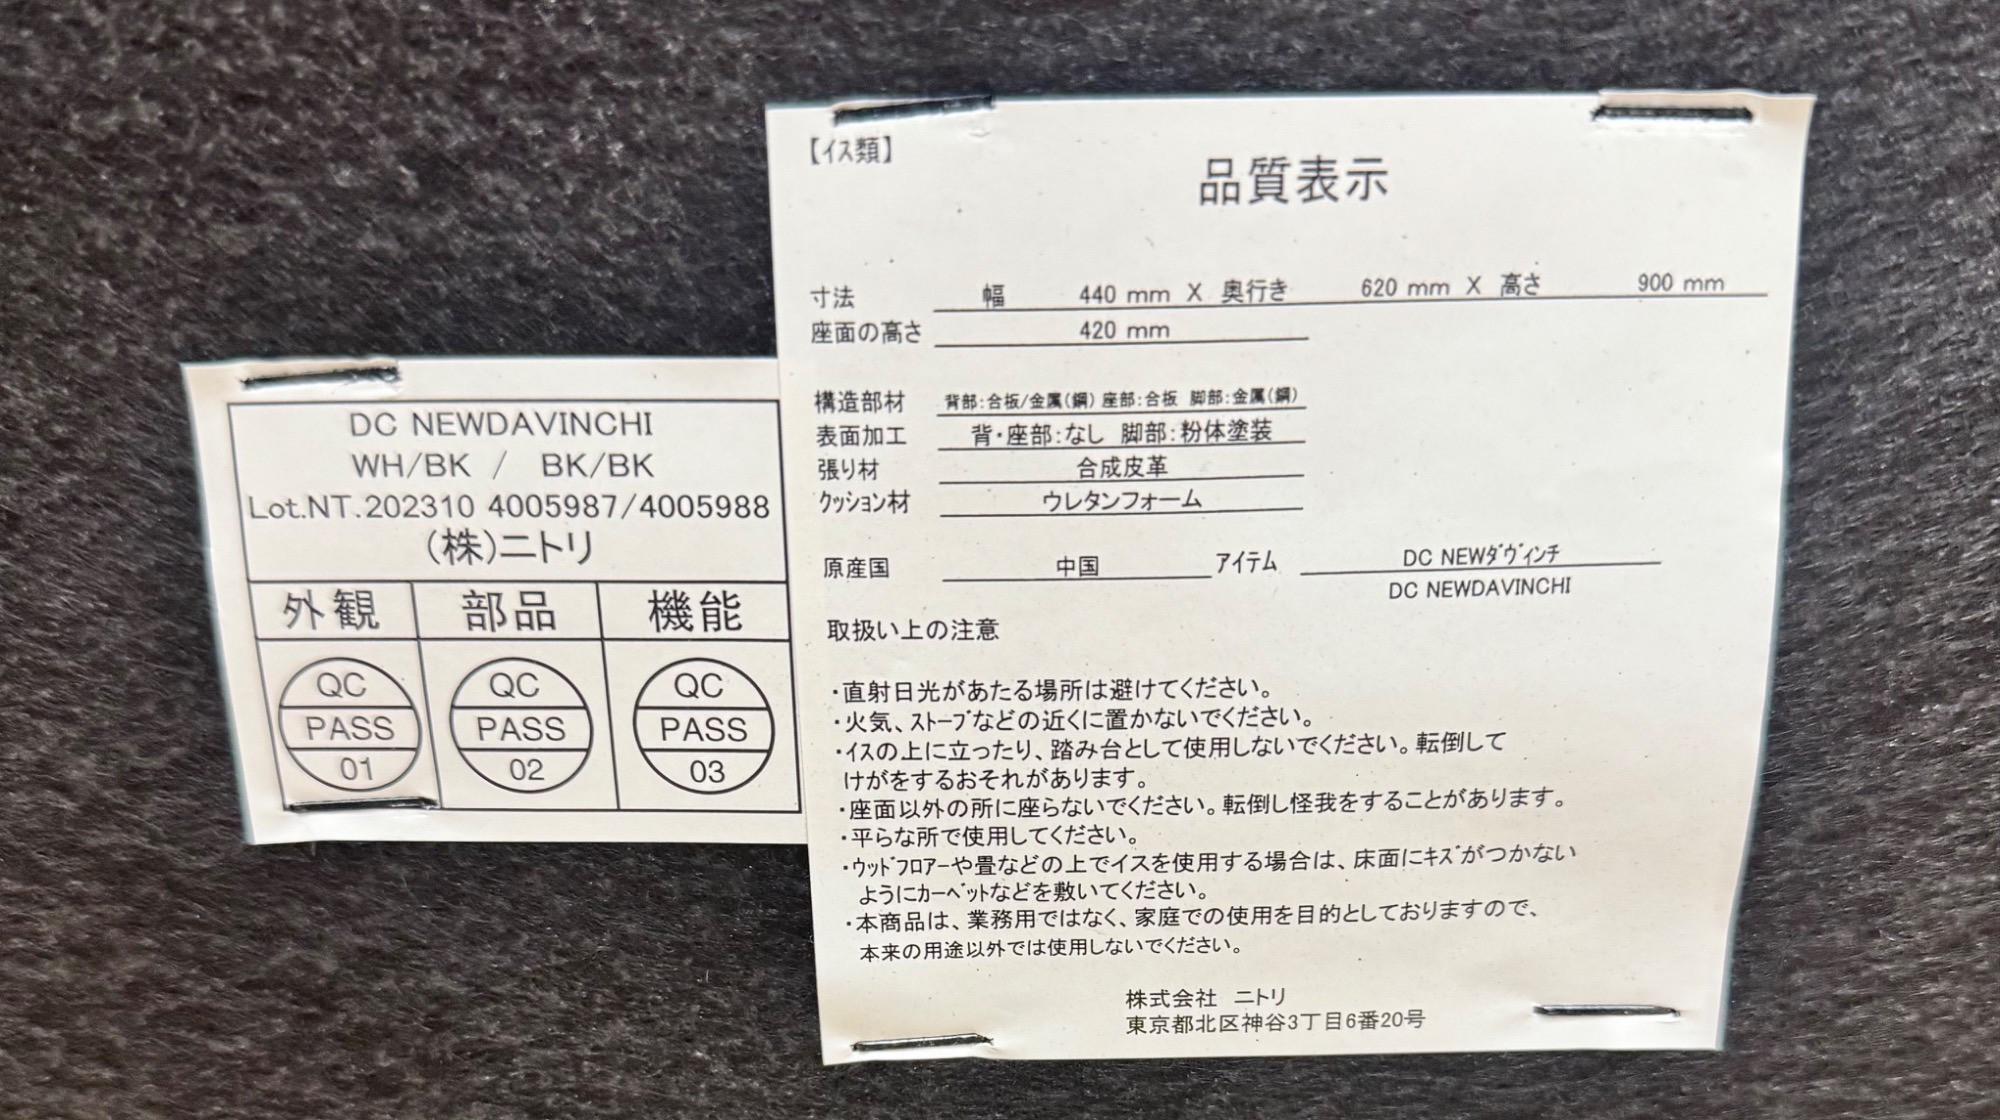 DC NEWDAVINCHI
WH/BK / BK/BK
Lot.NT.202310 4005987/4005988
(株)ニトリ
外観 部品 機能
QC QC QC
PASS PASS PASS
01 02 03
【イス類】
品質表示
寸法 幅 440 mm X 奥行き 620 mm X 高さ 900 mm
座面の高さ 420 mm
構造部材 背部:合板/金属(鋼) 座部:合板 脚部:金属(鋼)
表面加工 背・座部:なし 脚部:粉体塗装
張り材 合成皮革
クッション材 ウレタンフォーム
原産国 中国 アイテム DC NEWダヴィンチ
DC NEWDAVINCHI
取扱い上の注意
・直射日光があたる場所は避けてください。
・火気、ストーブなどの近くに置かないでください。
・イスの上に立ったり、踏み台として使用しないでください。転倒して
けがをするおそれがあります。
・座面以外の所に座らないでください。転倒し怪我をすることがあります。
・平らな所で使用してください。
・ウッドフロアーや畳などの上でイスを使用する場合は、床面にキズがつかない
ようにカーペットなどを敷いてください。
・本商品は、業務用ではなく、家庭での使用を目的としておりますので、
本来の用途以外では使用しないでください。
株式会社 ニトリ
東京都北区神谷3丁目6番20号